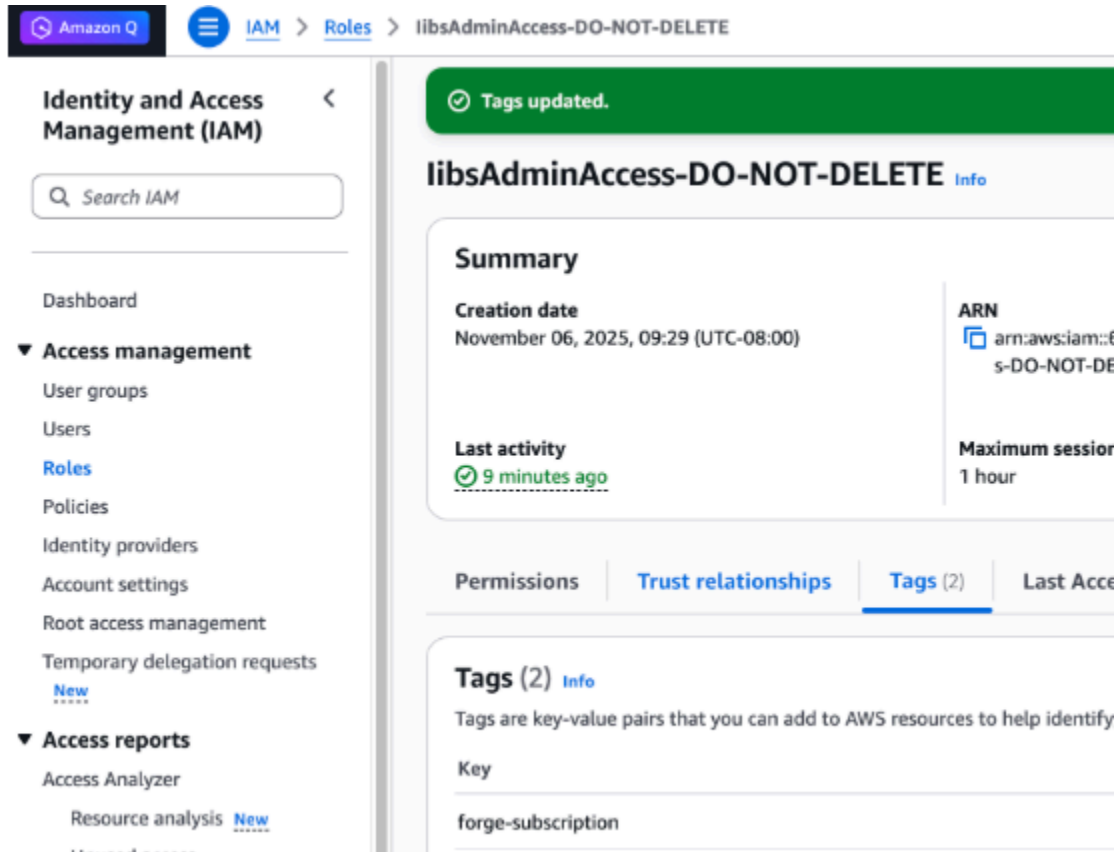 Amazon Q
IAM > Roles > IibsAdminAccess-DO-NOT-DELETE
Identity and Access
Management (IAM)
Search IAM
Dashboard
Access management
User groups
Users
Roles
Policies
Identity providers
Account settings
Root access management
Temporary delegation requests
New
Access reports
Access Analyzer
Resource analysis New
Tags updated.
IibsAdminAccess-DO-NOT-DELETE Info
Summary
Creation date
November 06, 2025, 09:29 (UTC-08:00)
ARN
arn:aws:iam::6
s-DO-NOT-DE
Last activity
9 minutes ago
Maximum session
1 hour
Permissions
Trust relationships
Tags (2)
Last Acce
Tags (2) Info
Tags are key-value pairs that you can add to AWS resources to help identify
Key
forge-subscription